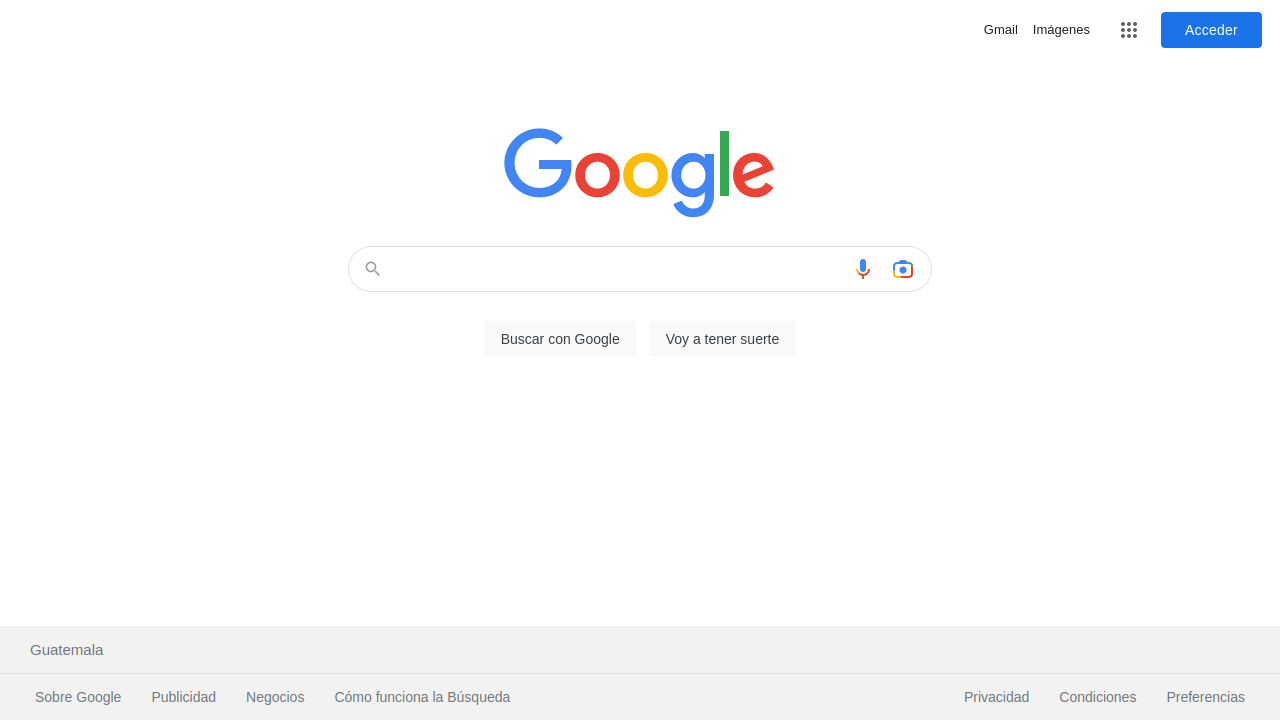 Gmail Imágenes Acceder
Google
Buscar con Google Voy a tener suerte
Guatemala
Sobre Google Publicidad Negocios Cómo funciona la Búsqueda Privacidad Condiciones Preferencias